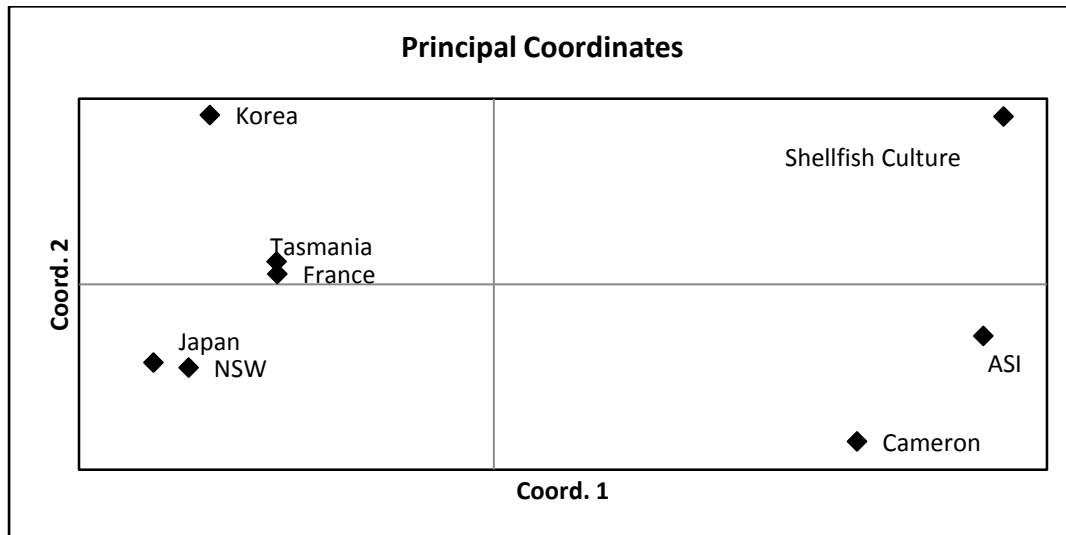 Principal Coordinates
Korea
Shellfish Culture
Tasmania
France
Coord. 2
Japan
NSW
ASI
Cameron
Coord. 1